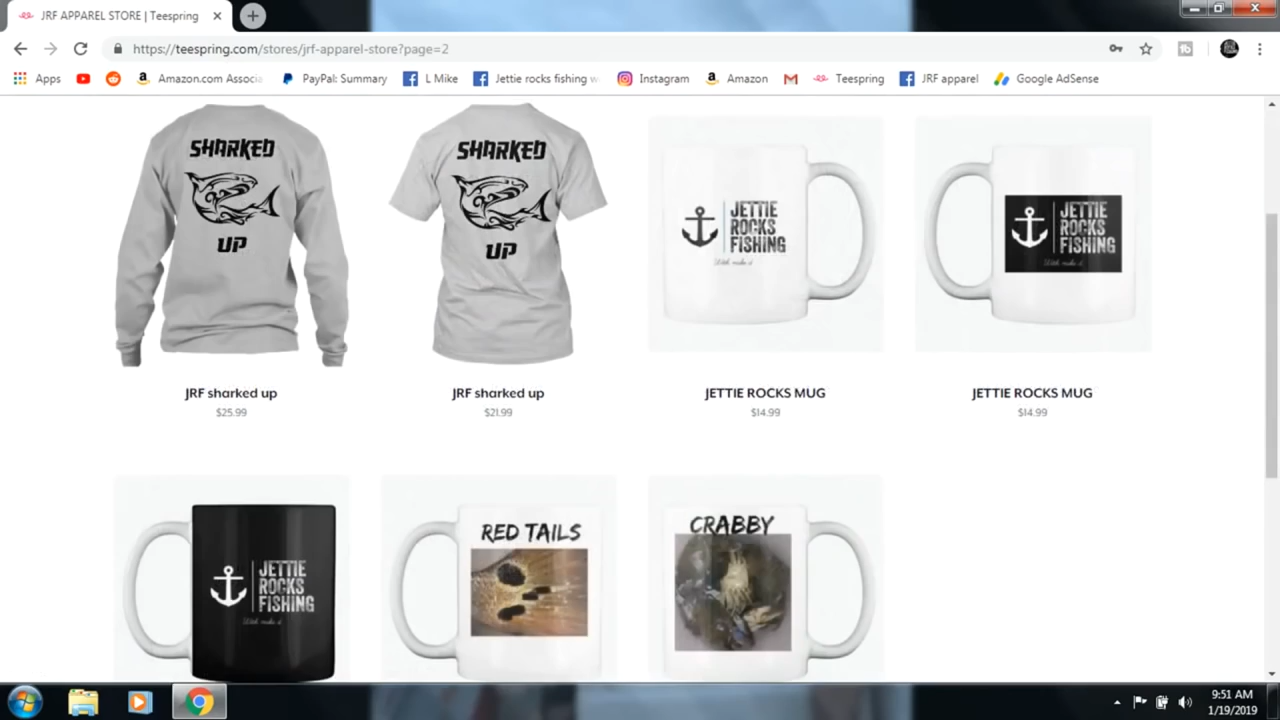 JRF APPAREL STORE | Teespring
https://teespring.com/stores/jrf-apparel-store?page=2
Apps
Amazon.com Associa
PayPal: Summary
L Mike
Jettie rocks fishing w
Instagram
Amazon
Teespring
JRF apparel
Google AdSense
SHARKED
UP
SHARKED
UP
JETTIE
ROCKS
FISHING
JETTIE
ROCKS
FISHING
JRF sharked up
$25.99
JRF sharked up
$21.99
JETTIE ROCKS MUG
$14.99
JETTIE ROCKS MUG
$14.99
JETTIE
ROCKS
FISHING
RED TAILS
CRABBY
9:51 AM
1/19/2019